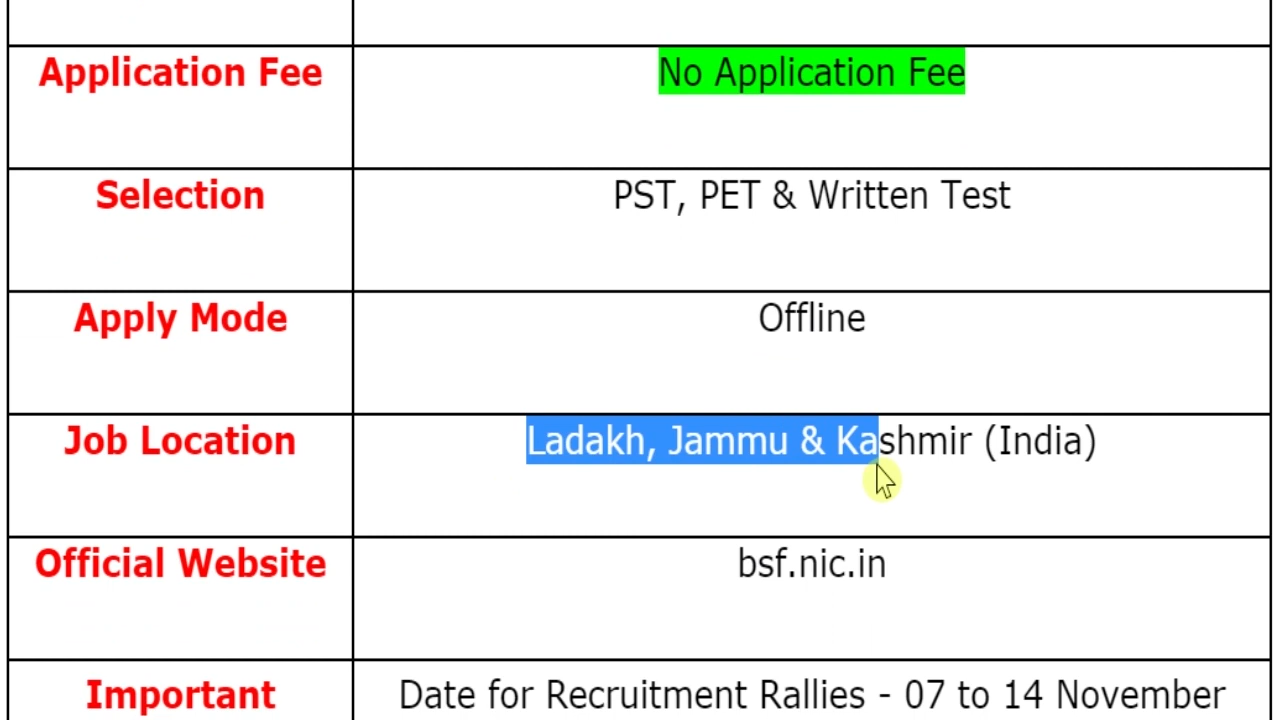 Application Fee
No Application Fee
Selection
PST, PET & Written Test
Apply Mode
Offline
Job Location
Ladakh, Jammu & Kashmir (India)
Official Website
bsf.nic.in
Important
Date for Recruitment Rallies - 07 to 14 November